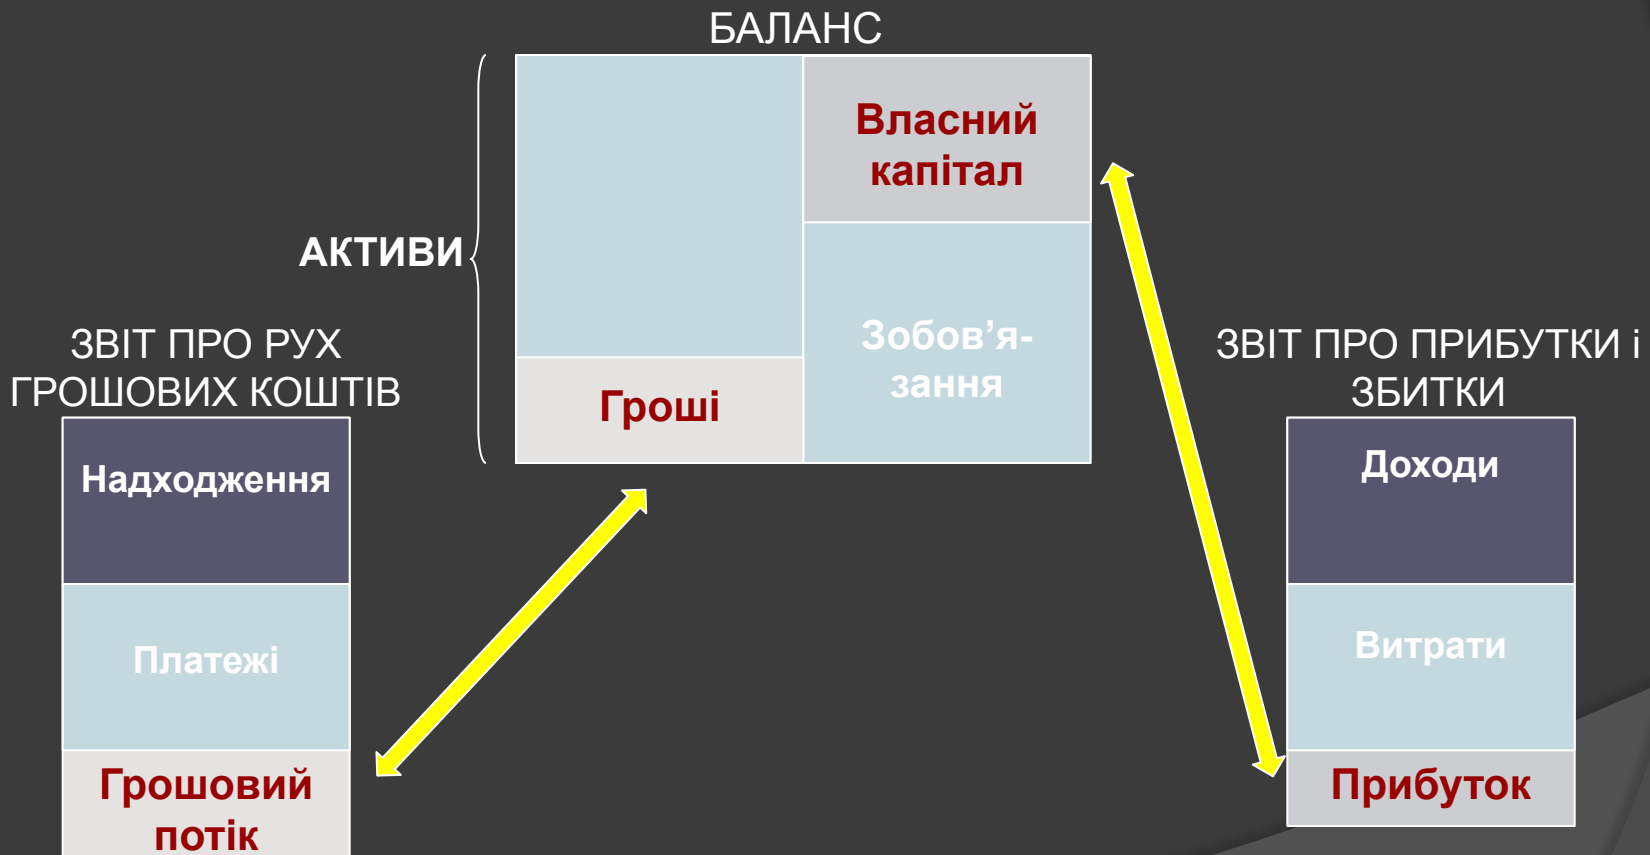 БАЛАНС
Власний
капітал
АКТИВИ
Зобов’я-
зання
Гроші
ЗВІТ ПРО РУХ
ГРОШОВИХ КОШТІВ
Надходження
Платежі
Грошовий
потік
ЗВІТ ПРО ПРИБУТКИ і
ЗБИТКИ
Доходи
Витрати
Прибуток